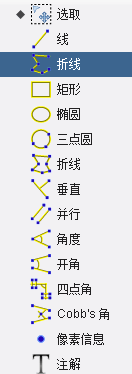 选取
线
折线
矩形
椭圆
三点圆
折线
垂直
并行
角度
开角
四点角
Cobb's 角
像素信息
注解